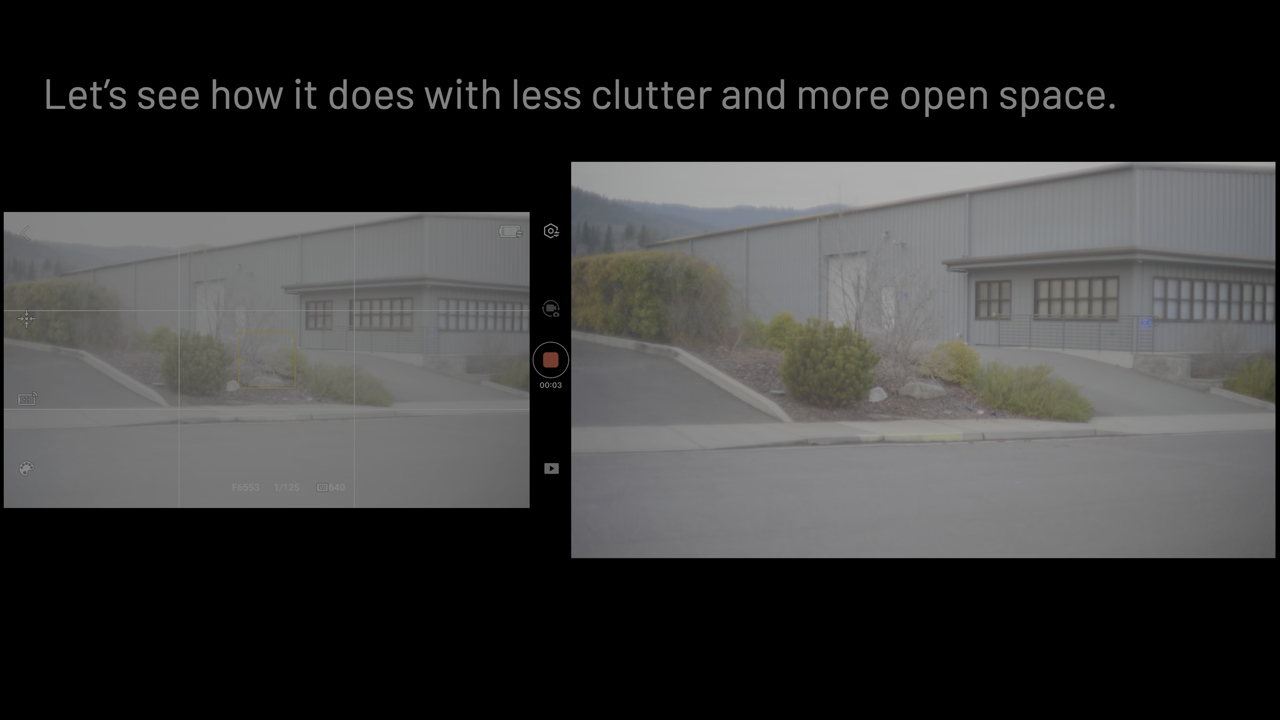 Let's see how it does with less clutter and more open space.
00:03
F6553 1/125 640